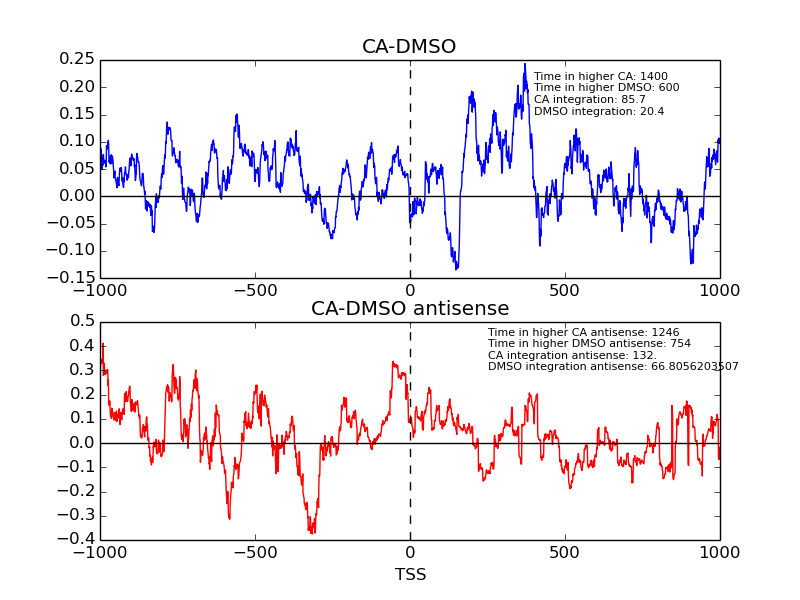 CA-DMSO
0.25
0.20
0.15
0.10
0.05
0.00
−0.05
−0.10
−0.15
Time in higher CA: 1400
Time in higher DMSO: 600
CA integration: 85.7
DMSO integration: 20.4
−1000 −500 0 500 1000
CA-DMSO antisense
0.5
0.4
0.3
0.2
0.1
0.0
−0.1
−0.2
−0.3
−0.4
Time in higher CA antisense: 1246
Time in higher DMSO antisense: 754
CA integration antisense: 132.
DMSO integration antisense: 66.8056203507
−1000 −500 0 500 1000
TSS